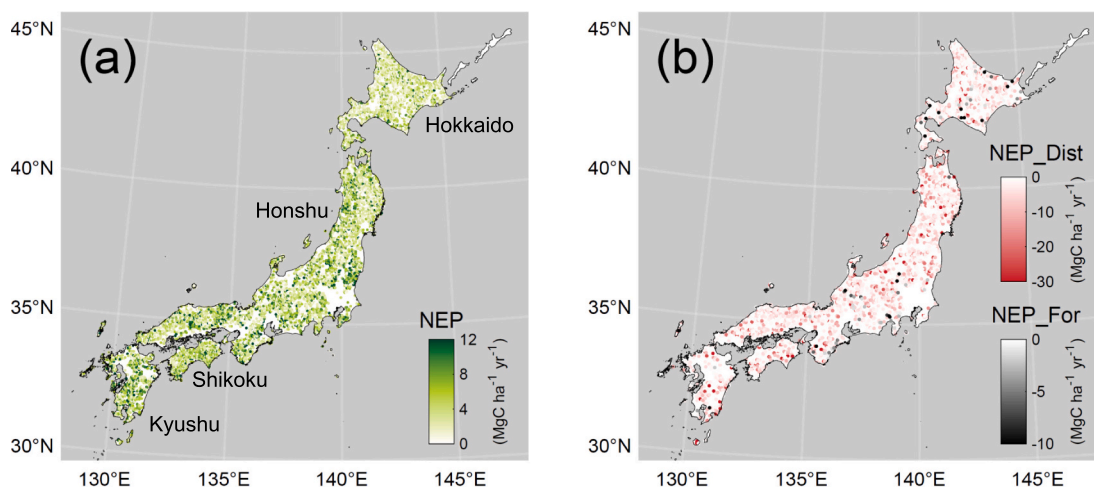 (a)
45°N
40°N
35°N
30°N
130°E
135°E
140°E
145°E
Hokkaido
Honshu
Shikoku
Kyushu
NEP
12
8
4
0
(MgC ha⁻¹ yr⁻¹)
(b)
45°N
40°N
35°N
30°N
130°E
135°E
140°E
145°E
NEP_Dist
0
-10
-20
-30
(MgC ha⁻¹ yr⁻¹)
NEP_For
0
-5
-10
(MgC ha⁻¹ yr⁻¹)